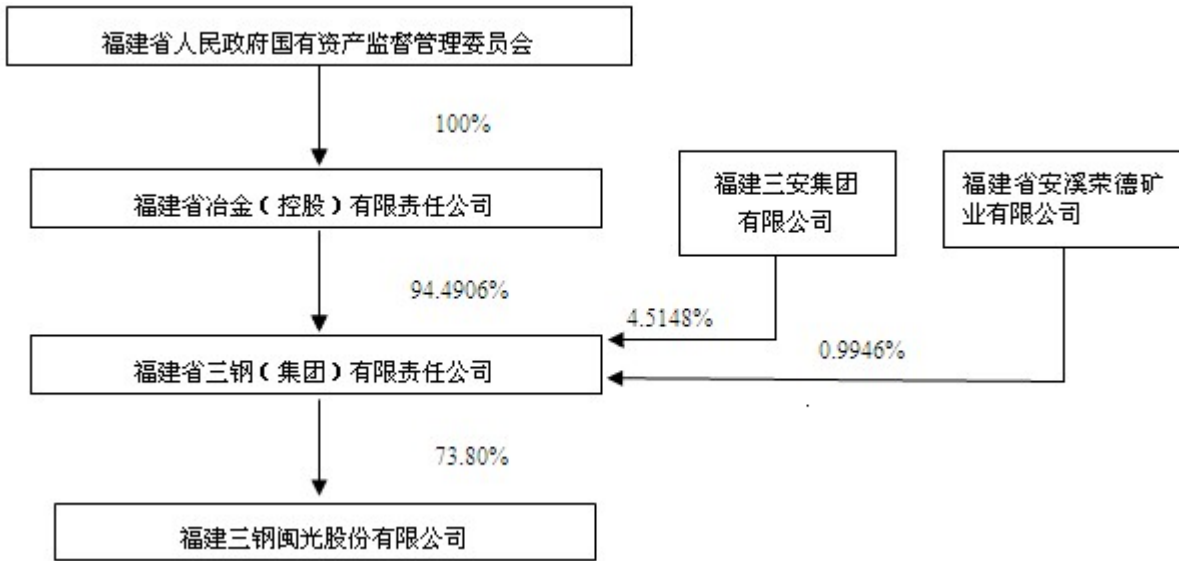 福建省人民政府国有资产监督管理委员会
100%
福建省冶金（控股）有限责任公司
福建三安集团
有限公司
福建省安溪荣德矿
业有限公司
94.4906%
4.5148%
0.9946%
福建省三钢（集团）有限责任公司
73.80%
福建三钢闽光股份有限公司